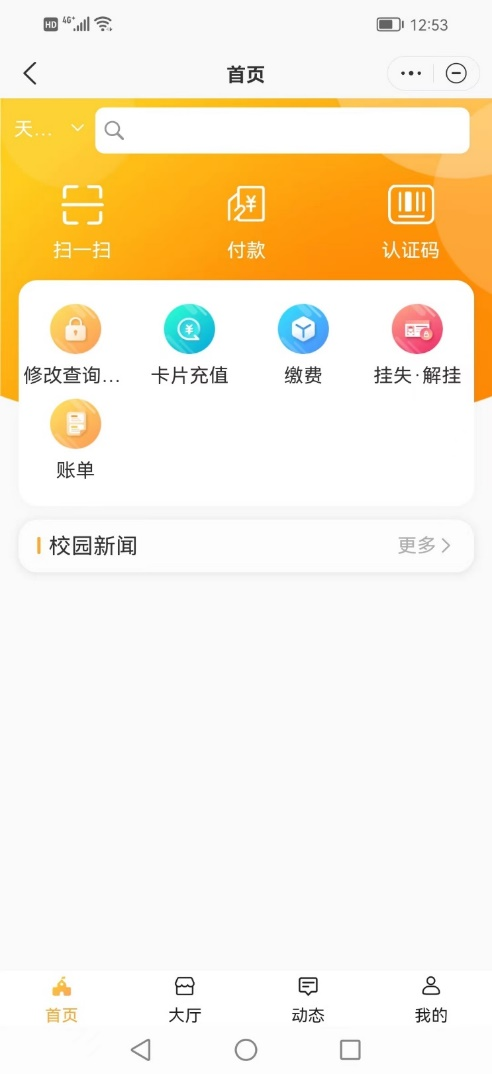 HD 4G+ 12:53
首页
天...
扫一扫 付款 认证码
修改查询... 卡片充值 缴费 挂失·解挂
账单
校园新闻 更多
首页 大厅 动态 我的